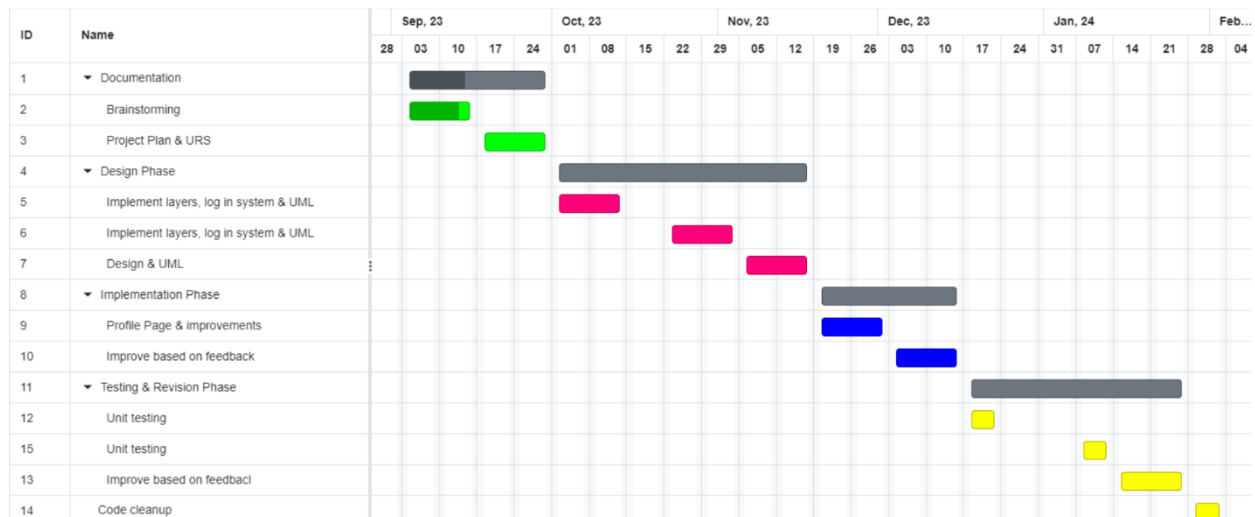 ID Name Sep, 23 Oct, 23 Nov, 23 Dec, 23 Jan, 24 Feb...
28 03 10 17 24 01 08 15 22 29 05 12 19 26 03 10 17 24 31 07 14 21 28 04
1 Documentation
2 Brainstorming
3 Project Plan & URS
4 Design Phase
5 Implement layers, log in system & UML
6 Implement layers, log in system & UML
7 Design & UML
8 Implementation Phase
9 Profile Page & improvements
10 Improve based on feedback
11 Testing & Revision Phase
12 Unit testing
15 Unit testing
13 Improve based on feedbacl
14 Code cleanup